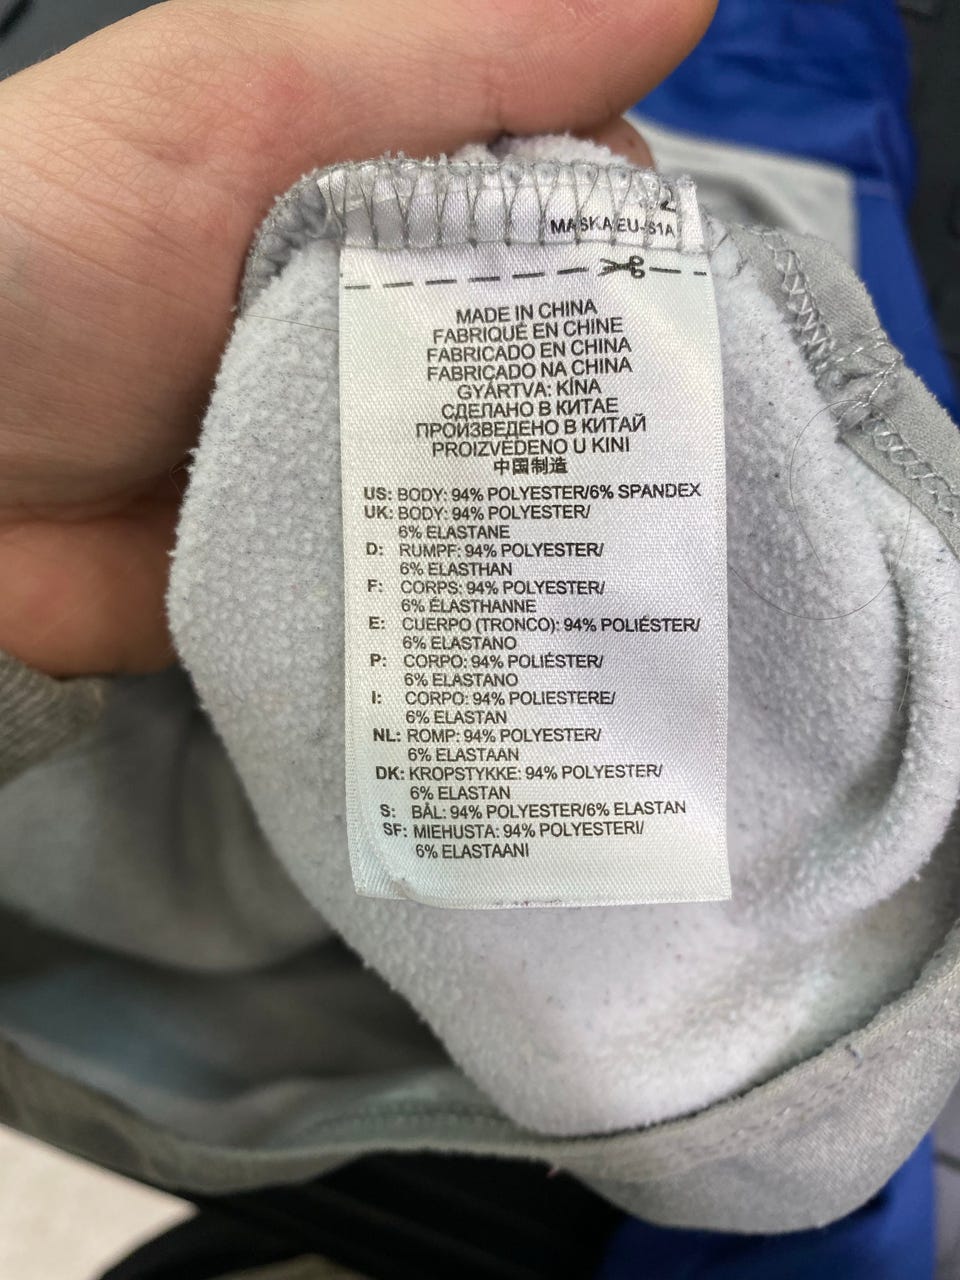 MASKA EU-S1A
MADE IN CHINA
FABRIQUÉ EN CHINE
FABRICADO EN CHINA
FABRICADO NA CHINA
GYÁRTVA: KÍNA
СДЕЛАНО В КИТАЕ
ПРОИЗВЕДЕНО В КИТАЙ
PROIZVEDENO U KINI
中国制造
US: BODY: 94% POLYESTER/6% SPANDEX
UK: BODY: 94% POLYESTER/
6% ELASTANE
D: RUMPF: 94% POLYESTER/
6% ELASTHAN
F: CORPS: 94% POLYESTER/
6% ÉLASTHANNE
E: CUERPO (TRONCO): 94% POLIÉSTER/
6% ELASTANO
P: CORPO: 94% POLIÉSTER/
6% ELASTANO
I: CORPO: 94% POLIESTERE/
6% ELASTAN
NL: ROMP: 94% POLYESTER/
6% ELASTAAN
DK: KROPSTYKKE: 94% POLYESTER/
6% ELASTAN
S: BÅL: 94% POLYESTER/6% ELASTAN
SF: MIEHUSTA: 94% POLYESTERI/
6% ELASTAANI